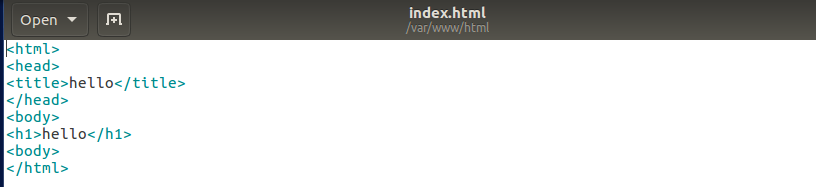 Open
index.html
/var/www/html
<html>
<head>
<title>hello</title>
</head>
<body>
<h1>hello</h1>
<body>
</html>